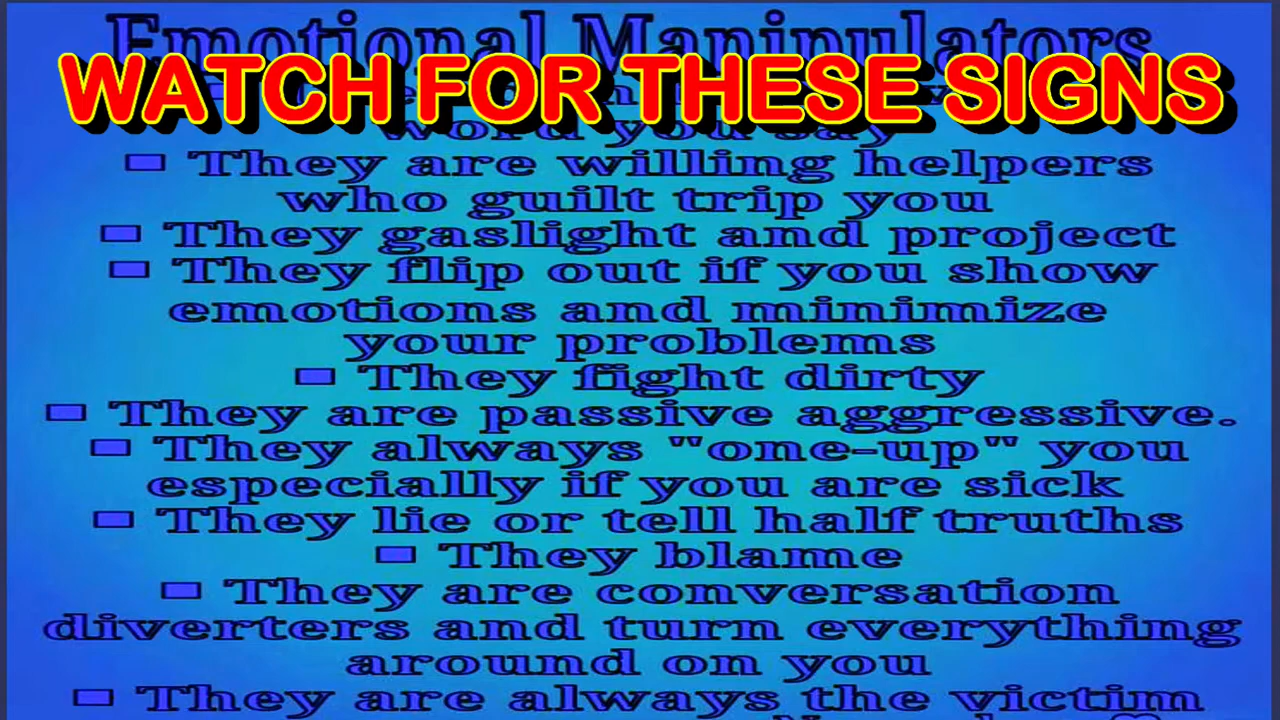 Emotional Manipulators
WATCH FOR THESE SIGNS
word you say
▪ They are willing helpers
who guilt trip you
▪ They gaslight and project
▪ They flip out if you show
emotions and minimize
your problems
▪ They fight dirty
▪ They are passive aggressive.
▪ They always "one-up" you
especially if you are sick
▪ They lie or tell half truths
▪ They blame
▪ They are conversation
diverters and turn everything
around on you
▪ They are always the victim